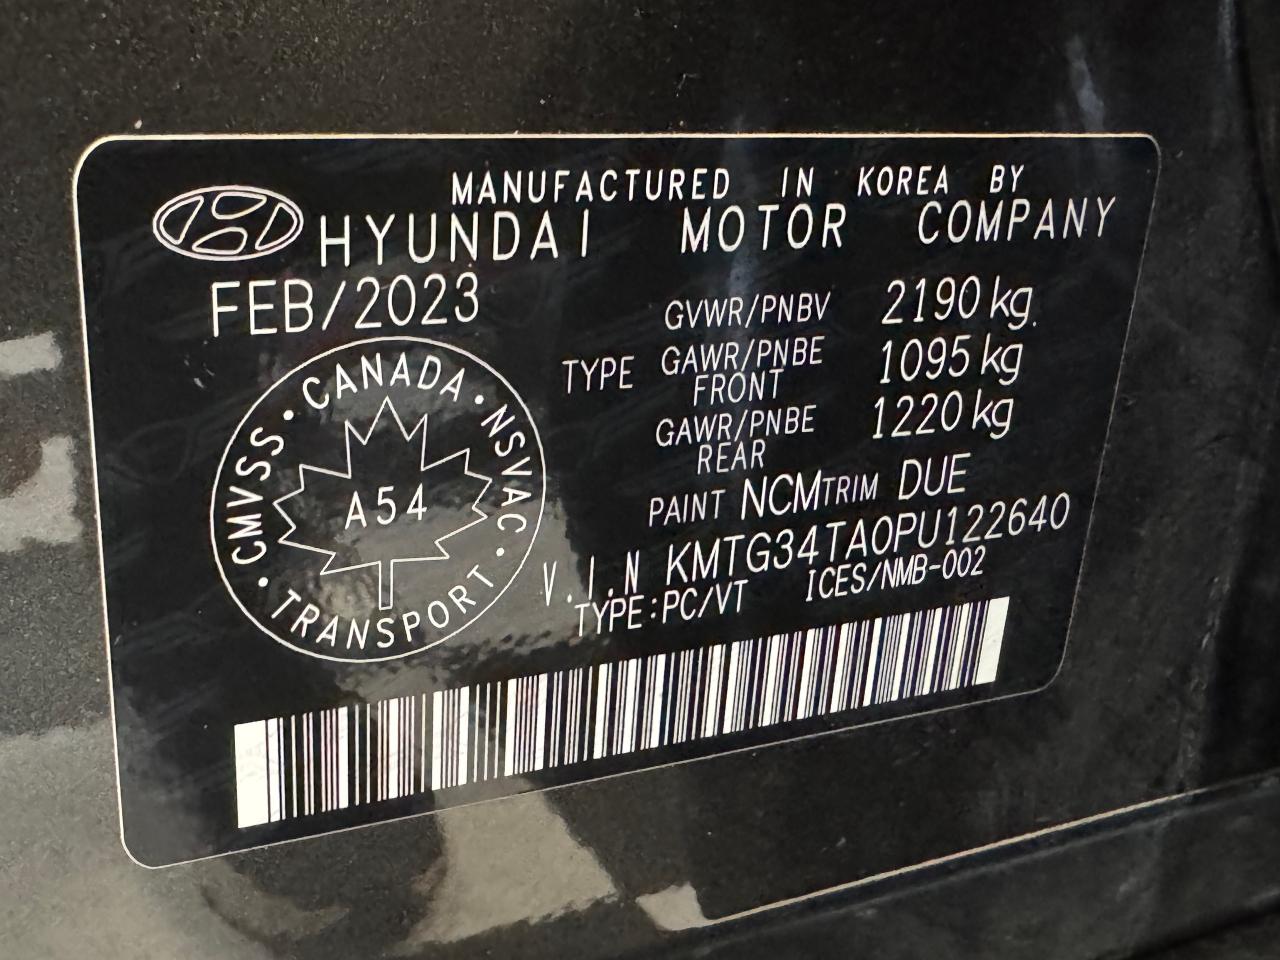 MANUFACTURED IN KOREA BY
HYUNDAI MOTOR COMPANY
FEB/2023
GVWR/PNBV 2190 kg
TYPE GAWR/PNBE FRONT 1095 kg
GAWR/PNBE REAR 1220 kg
PAINT NCM TRIM DUE
V.I.N KMTG34TA0PU122640
TYPE:PC/VT ICES/NMB-002
CMVSS · CANADA · NSVAC · TRANSPORT ·
A54